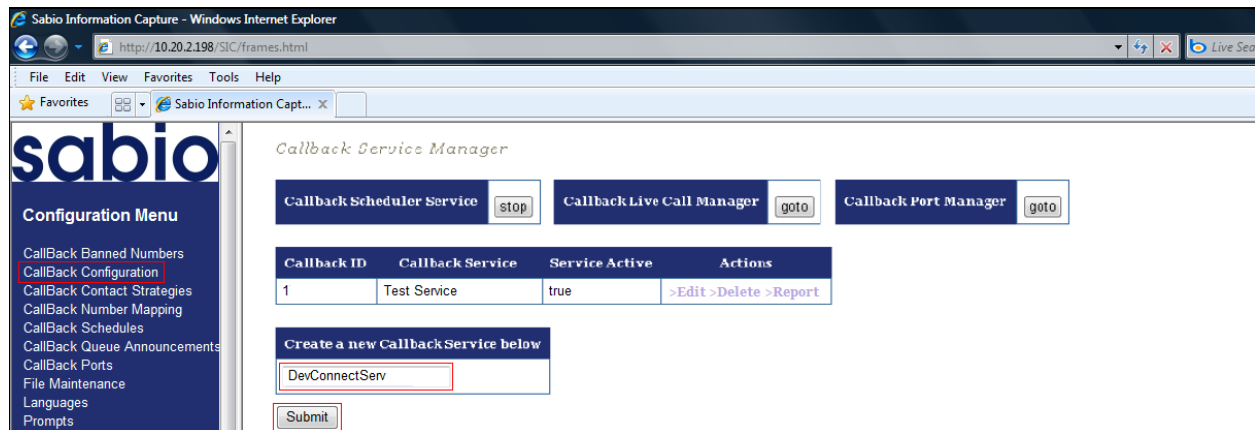 Sabio Information Capture - Windows Internet Explorer
http://10.20.2.198/SIC/frames.html
Live Sea
File Edit View Favorites Tools Help
Favorites
Sabio Information Capt... X
sabio
Configuration Menu
CallBack Banned Numbers
CallBack Configuration
CallBack Contact Strategies
CallBack Number Mapping
CallBack Schedules
CallBack Queue Announcements
CallBack Ports
File Maintenance
Languages
Prompts
Callback Service Manager
Callback Scheduler Service stop Callback Live Call Manager goto Callback Port Manager goto
Callback ID Callback Service Service Active Actions
1 Test Service true >Edit >Delete >Report
Create a new Callback Service below
DevConnectServ
Submit